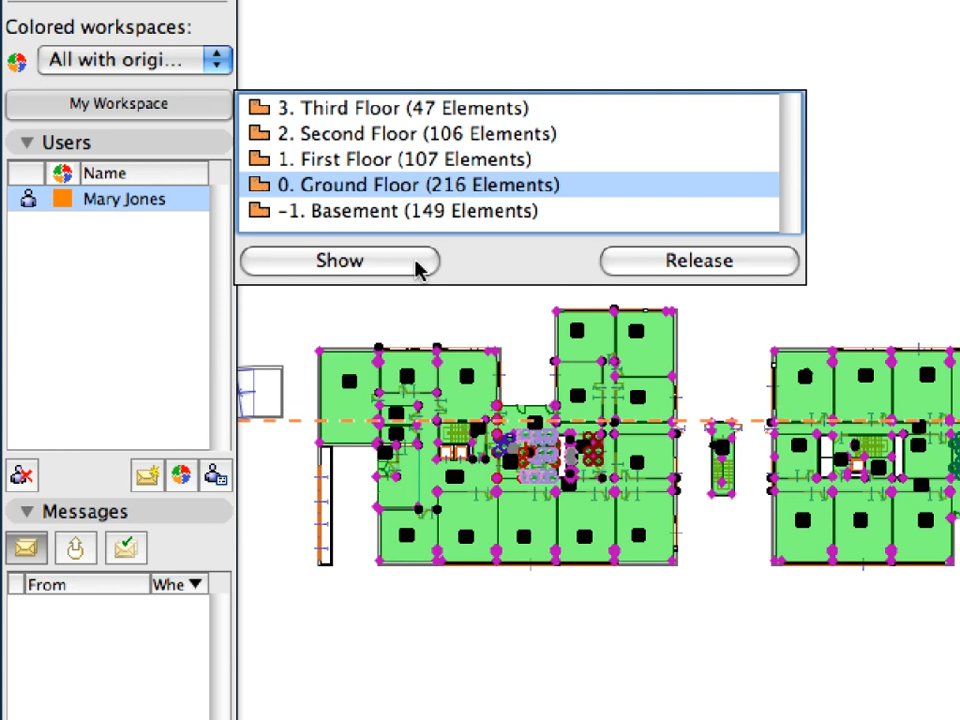 Colored workspaces:
All with origi...
My Workspace
Users
Name
Mary Jones
3. Third Floor (47 Elements)
2. Second Floor (106 Elements)
1. First Floor (107 Elements)
0. Ground Floor (216 Elements)
-1. Basement (149 Elements)
Show
Release
Messages
From
Whe